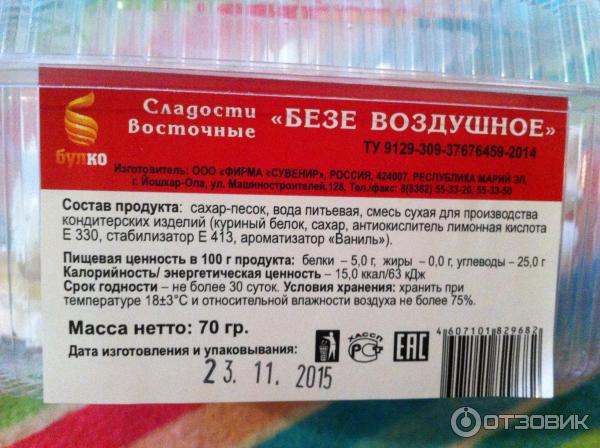 булко
Сладости
Восточные
«БЕЗЕ ВОЗДУШНОЕ»
ТУ 9129-309-37676459-2014
Изготовитель: ООО «ФИРМА «СУВЕНИР», РОССИЯ, 424007, РЕСПУБЛИКА МАРИЙ ЭЛ,
г. Йошкар-Ола, ул. Машиностроителей,128, Тел./факс: 8(8362) 55-33-20, 55-33-50
Состав продукта: сахар-песок, вода питьевая, смесь сухая для производства
кондитерских изделий (куриный белок, сахар, антиокислитель лимонная кислота
Е 330, стабилизатор Е 413, ароматизатор «Ваниль»).
Пищевая ценность в 100 г продукта: белки – 5,0 г, жиры – 0,0 г, углеводы – 25,0 г
Калорийность/ энергетическая ценность – 15,0 ккал/63 кДж
Срок годности – не более 30 суток. Условия хранения: хранить при
температуре 18±3°С и относительной влажности воздуха не более 75%.
Масса нетто: 70 гр.
Дата изготовления и упаковывания:
23.11.2015
ХАССП
РСТ
ЕАС
4607101829682
ОТЗОВИК